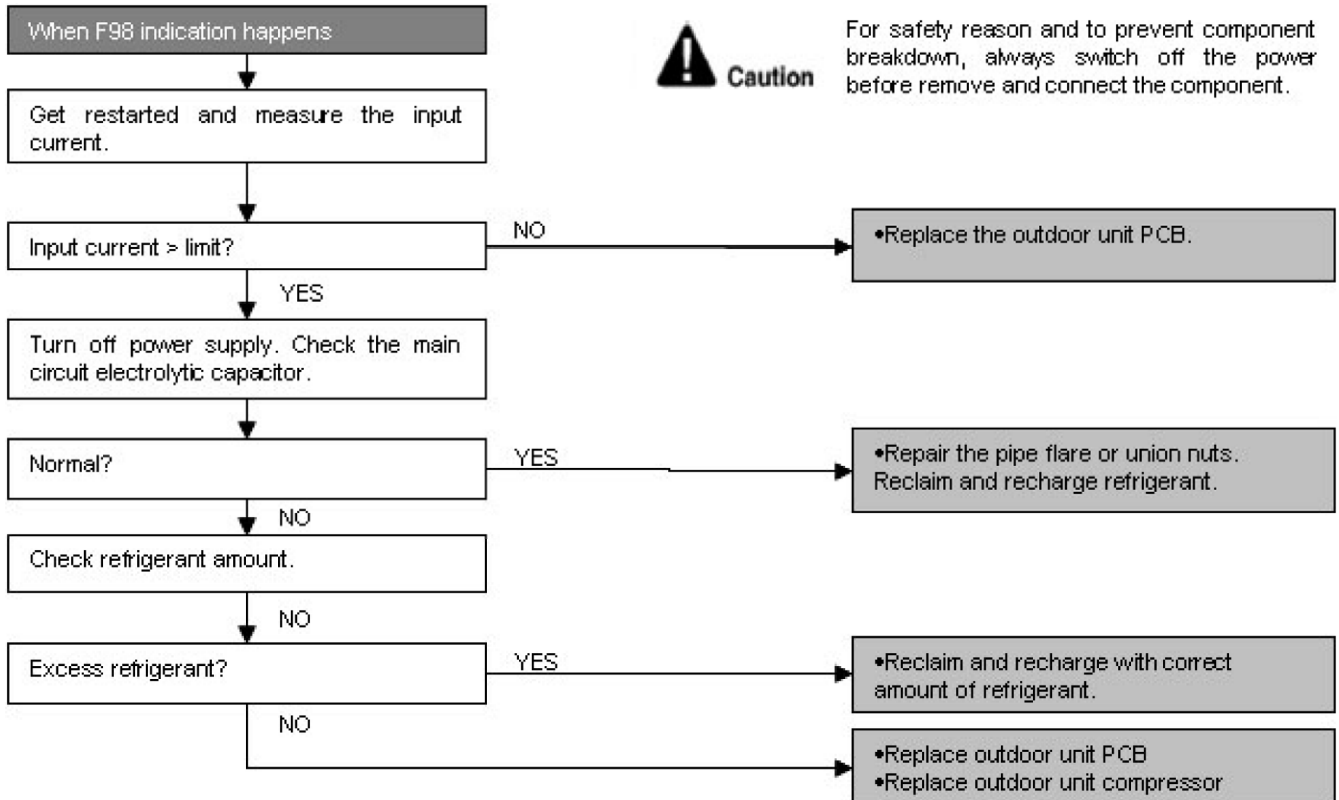 When F98 indication happens
For safety reason and to prevent component
breakdown, always switch off the power
before remove and connect the component.
Caution
Get restarted and measure the input
current.
Input current > limit?
NO
•Replace the outdoor unit PCB.
YES
Turn off power supply. Check the main
circuit electrolytic capacitor.
Normal?
YES
•Repair the pipe flare or union nuts.
Reclaim and recharge refrigerant.
NO
Check refrigerant amount.
NO
Excess refrigerant?
YES
•Reclaim and recharge with correct
amount of refrigerant.
NO
•Replace outdoor unit PCB
•Replace outdoor unit compressor